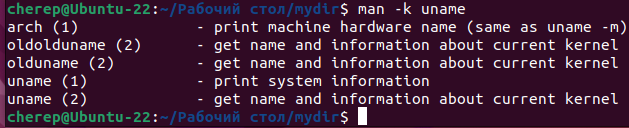 cherep@Ubuntu-22:~/Рабочий стол/mydir$ man -k uname
arch (1)             - print machine hardware name (same as uname -m)
oldolduname (2)      - get name and information about current kernel
olduname (2)         - get name and information about current kernel
uname (1)            - print system information
uname (2)            - get name and information about current kernel
cherep@Ubuntu-22:~/Рабочий стол/mydir$